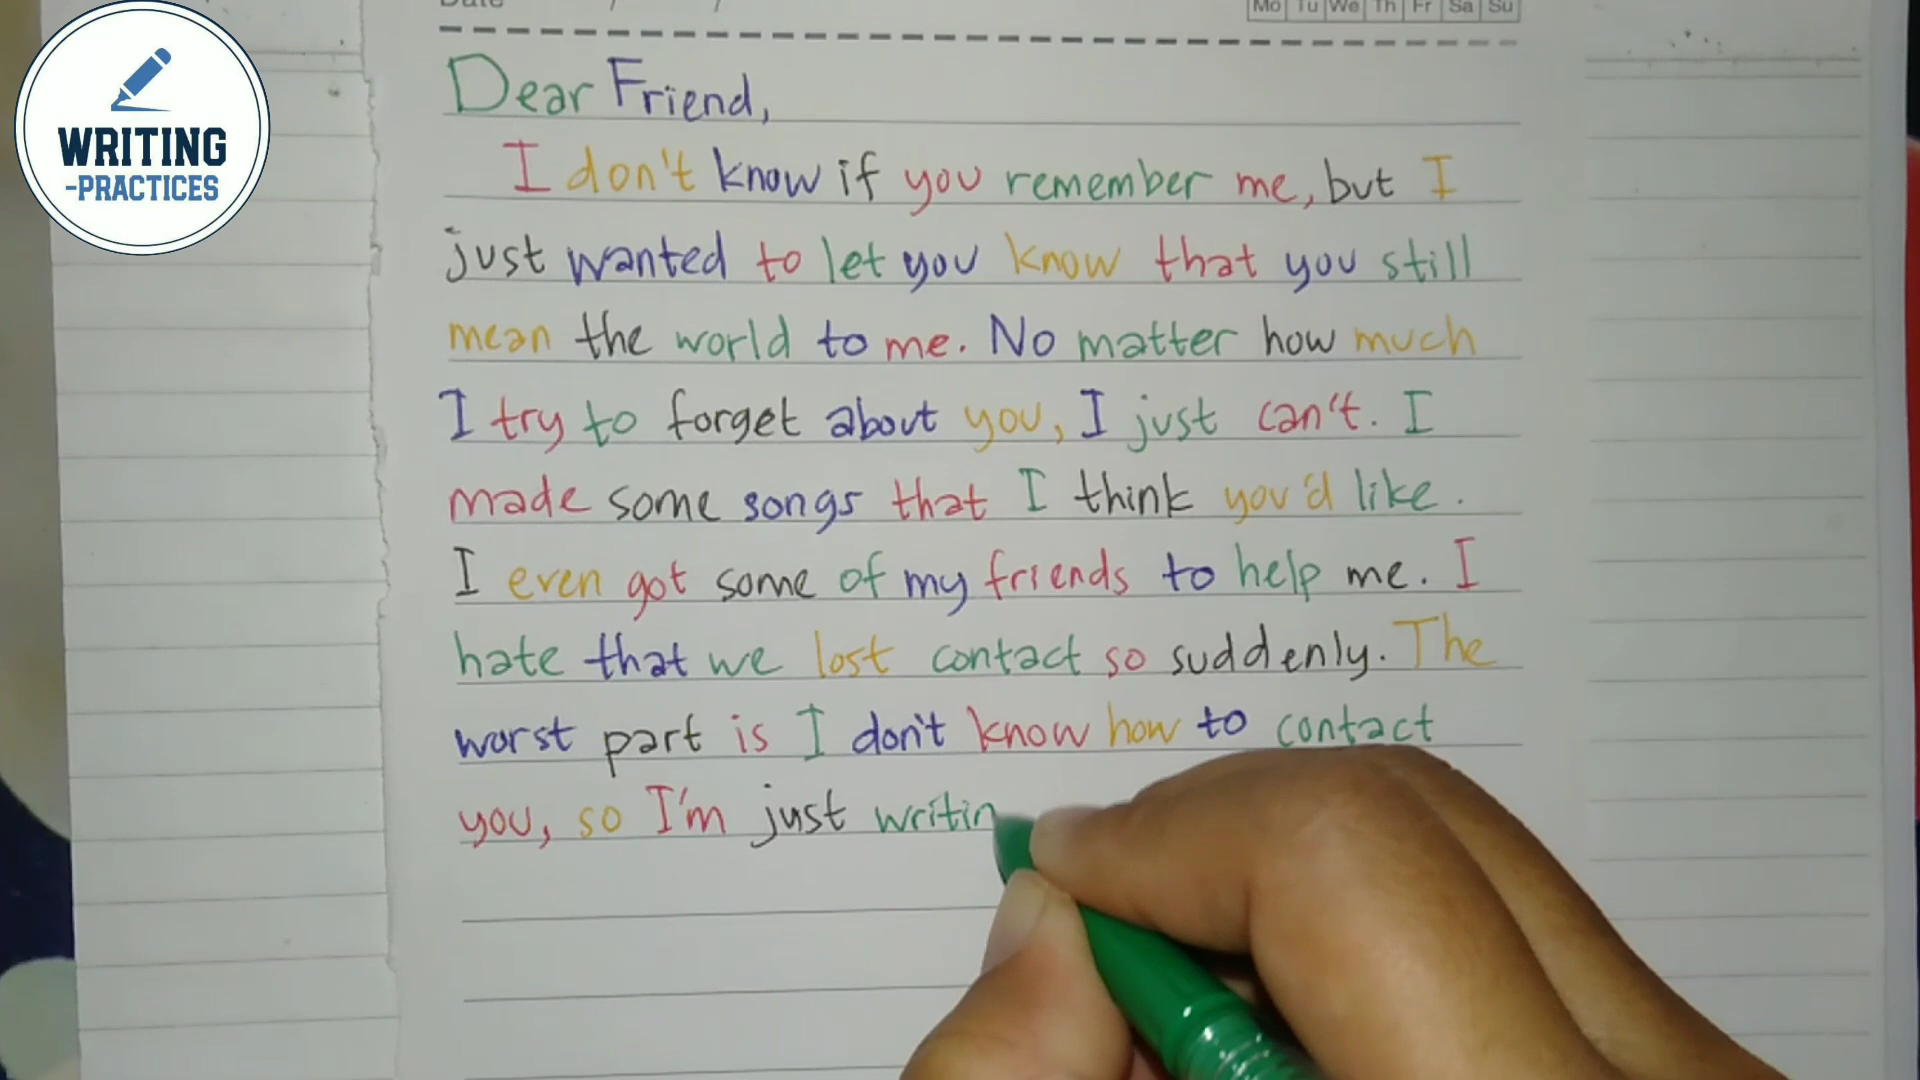 Date / /
Mo Tu We Th Fr Sa Su
WRITING
-PRACTICES
Dear Friend,
I don't know if you remember me, but I
just wanted to let you know that you still
mean the world to me. No matter how much
I try to forget about you, I just can't. I
made some songs that I think you'd like.
I even got some of my friends to help me. I
hate that we lost contact so suddenly. The
worst part is I don't know how to contact
you, so I'm just writin